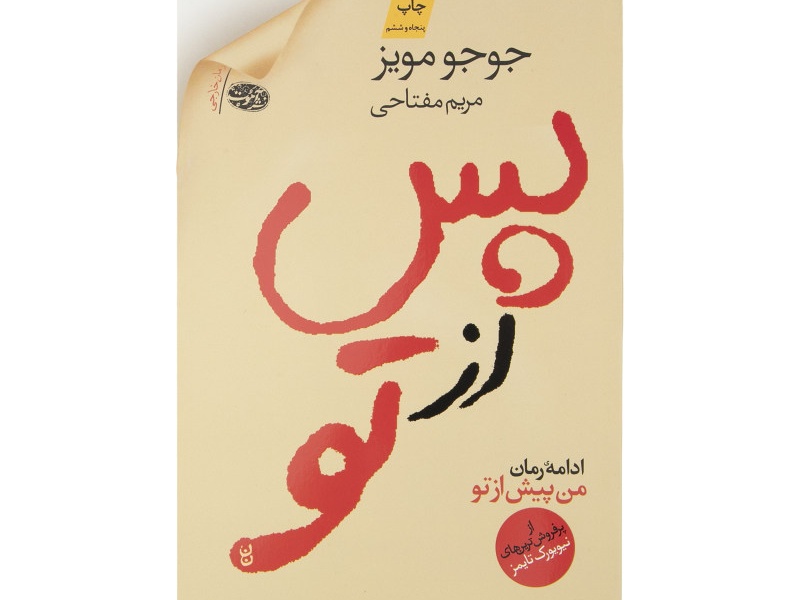 چاپ
پنجاه و ششم
جوجو مویز
مریم مفتاحی
پس
از
تو
ادامهٔ رمان
من پیش از تو
از
پرفروش‌ترین‌های
نیویورک تایمز